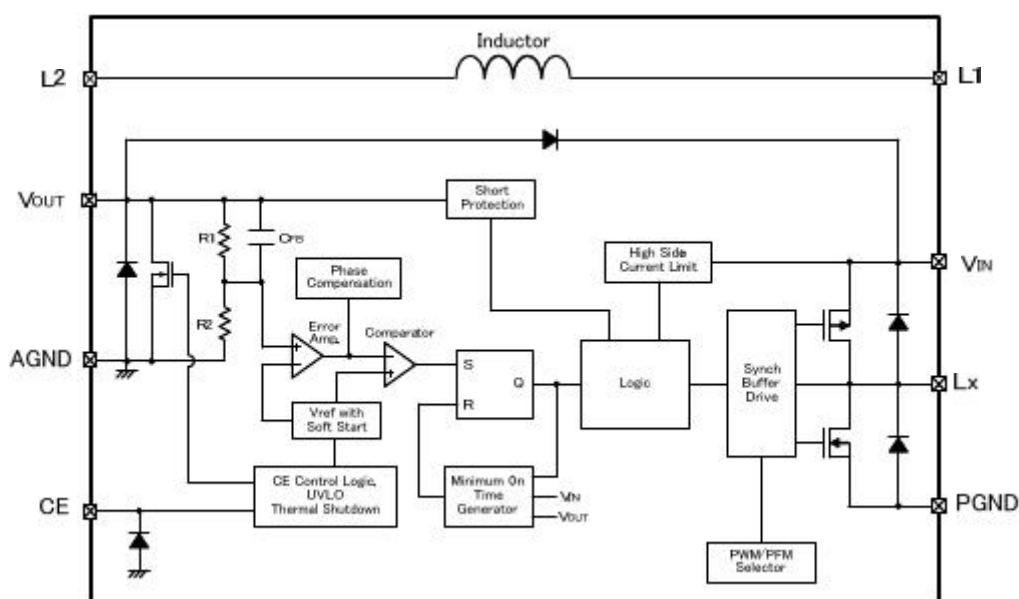 Inductor
L2
L1
VOUT
Short
Protection
R1
CFB
High Side
Current Limit
VIN
Phase
Compensation
R2
Error
Amp.
Comparator
AGND
S
Q
R
Logic
Synch
Buffer
Drive
Lx
Vref with
Soft Start
CE Control Logic,
UVLO
Thermal Shutdown
Minimum On
Time
Generator
VIN
VOUT
CE
PGND
PWM/PFM
Selector